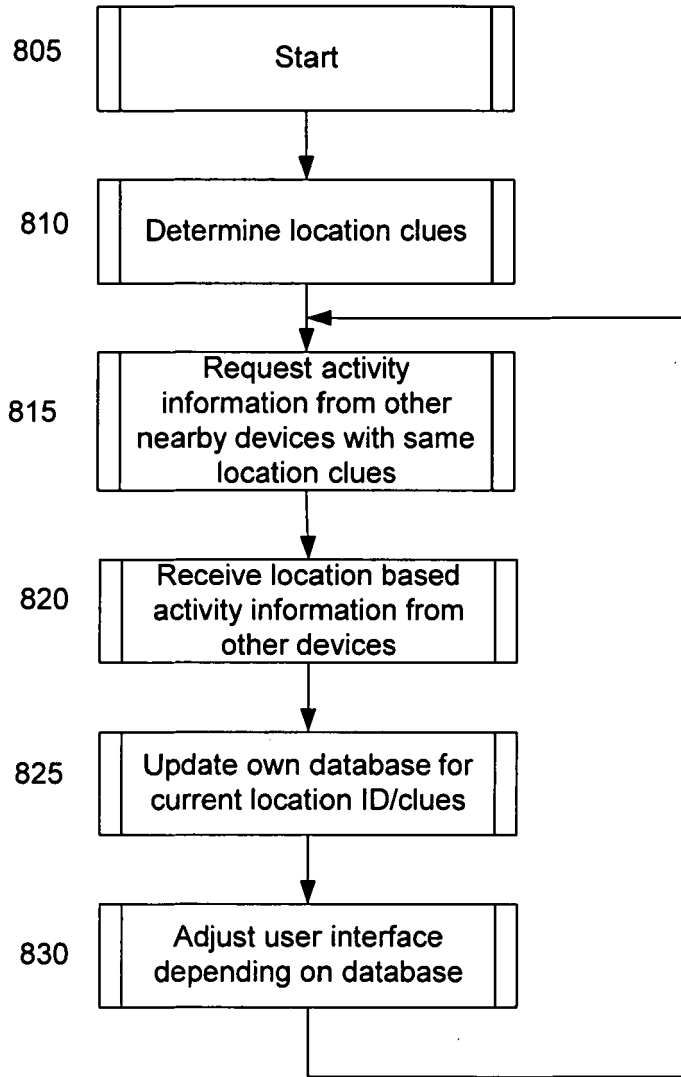 805
Start
810
Determine location clues
815
Request activity
information from other
nearby devices with same
location clues
820
Receive location based
activity information from
other devices
825
Update own database for
current location ID/clues
830
Adjust user interface
depending on database